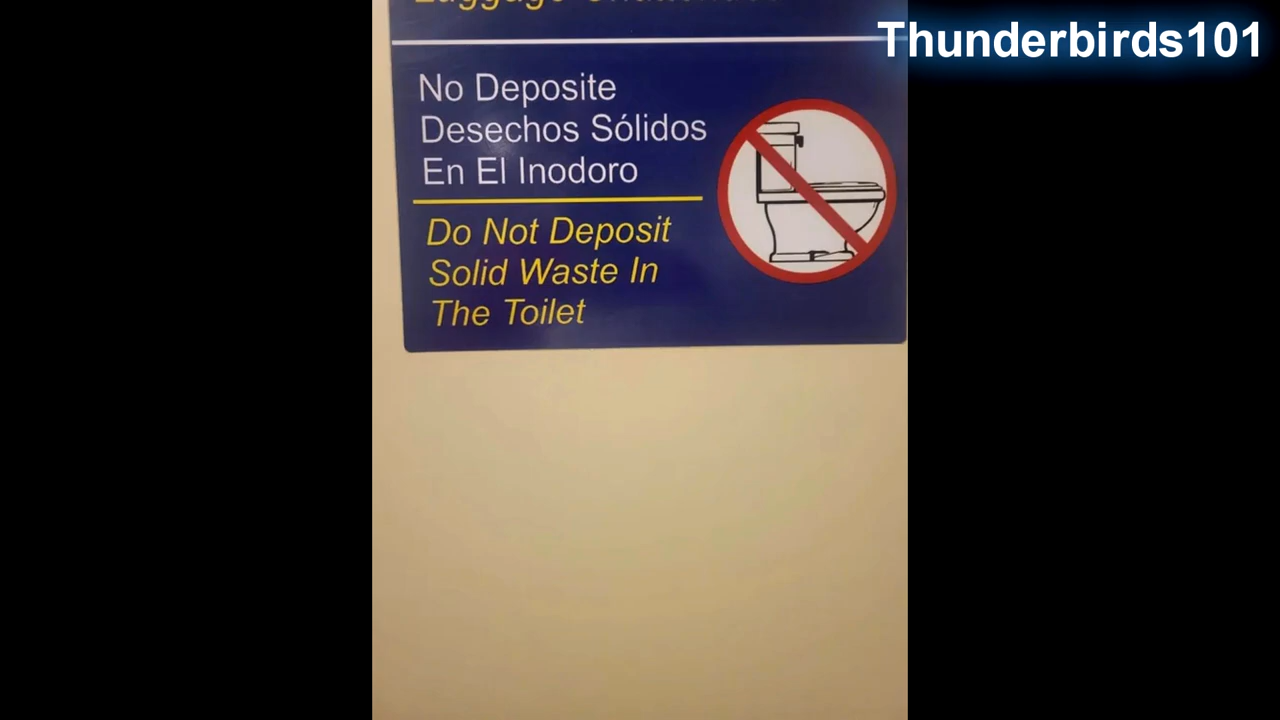 Thunderbirds101
No Deposite
Desechos Sólidos
En El Inodoro
Do Not Deposit
Solid Waste In
The Toilet